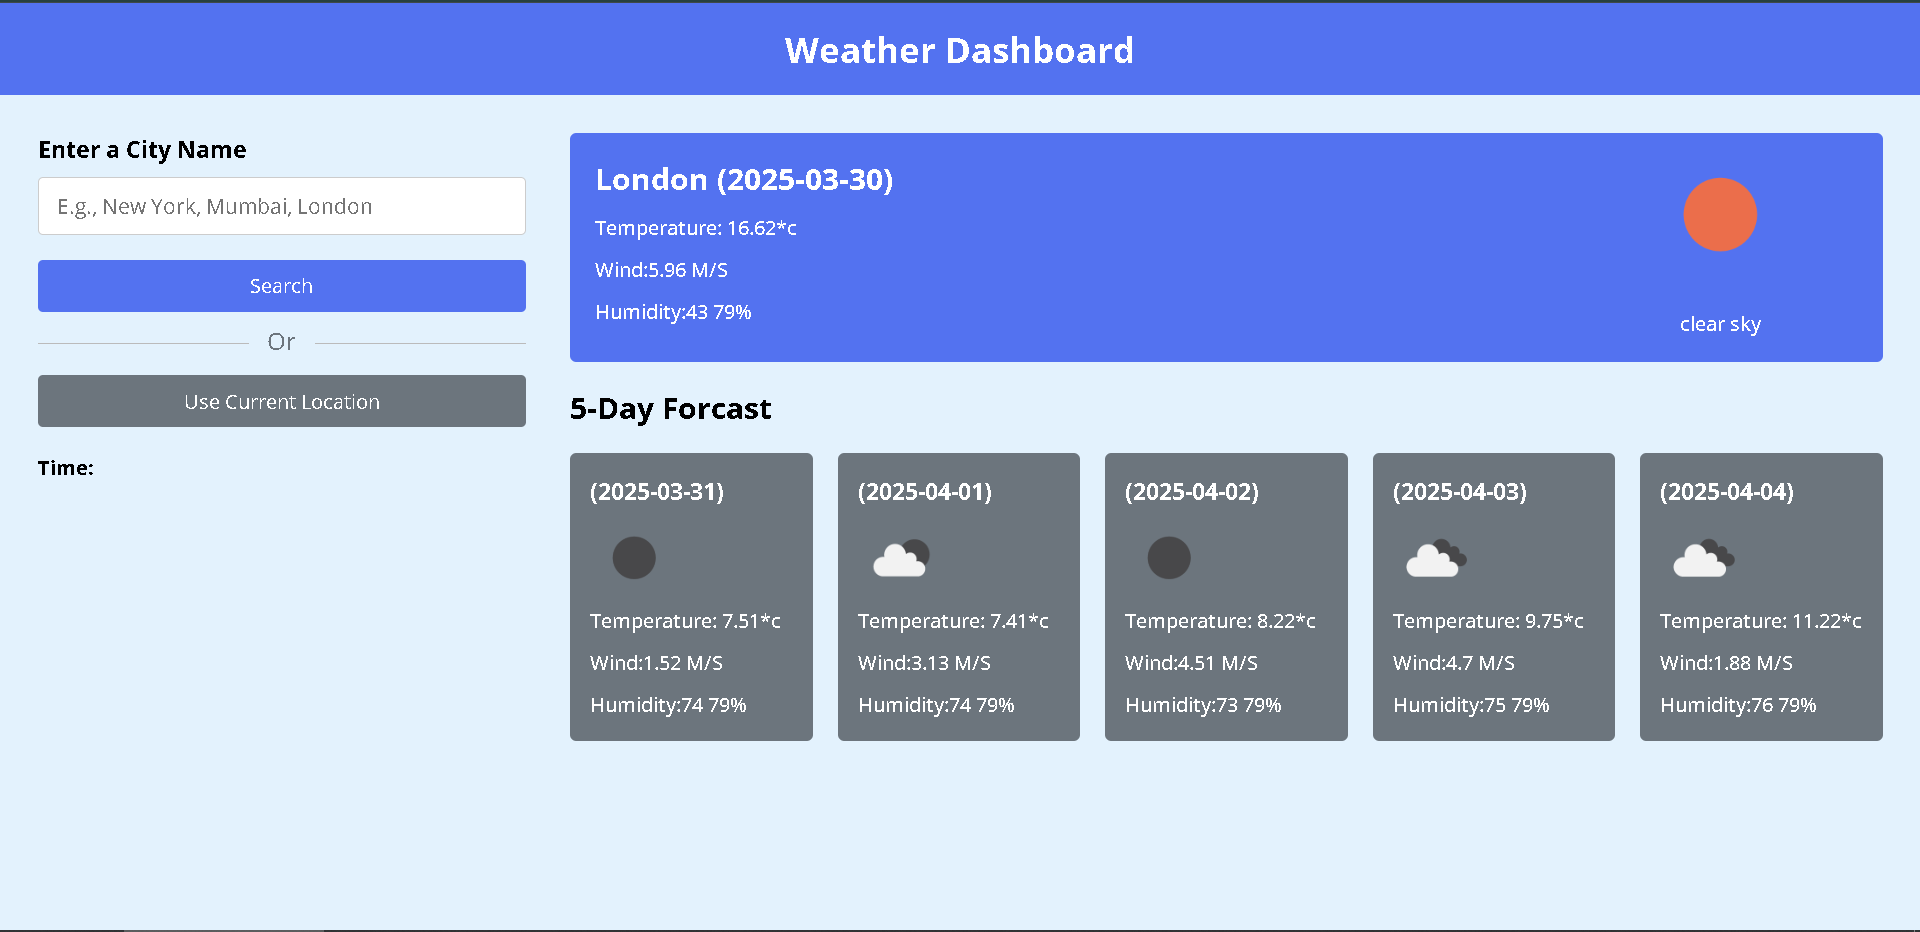 Weather Dashboard
Enter a City Name
E.g., New York, Mumbai, London
Search
Or
Use Current Location
Time:
London (2025-03-30)
Temperature: 16.62*c
Wind:5.96 M/S
Humidity:43 79%
clear sky
5-Day Forcast
(2025-03-31)
Temperature: 7.51*c
Wind:1.52 M/S
Humidity:74 79%
(2025-04-01)
Temperature: 7.41*c
Wind:3.13 M/S
Humidity:74 79%
(2025-04-02)
Temperature: 8.22*c
Wind:4.51 M/S
Humidity:73 79%
(2025-04-03)
Temperature: 9.75*c
Wind:4.7 M/S
Humidity:75 79%
(2025-04-04)
Temperature: 11.22*c
Wind:1.88 M/S
Humidity:76 79%